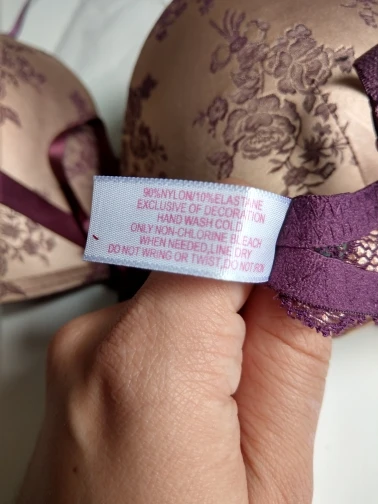 90%NYLON/10%ELASTANE
EXCLUSIVE OF DECORATION
HAND WASH COLD
ONLY NON-CHLORINE BLEACH
WHEN NEEDED,LINE DRY
DO NOT WRING OR TWIST,DO NOT IRON